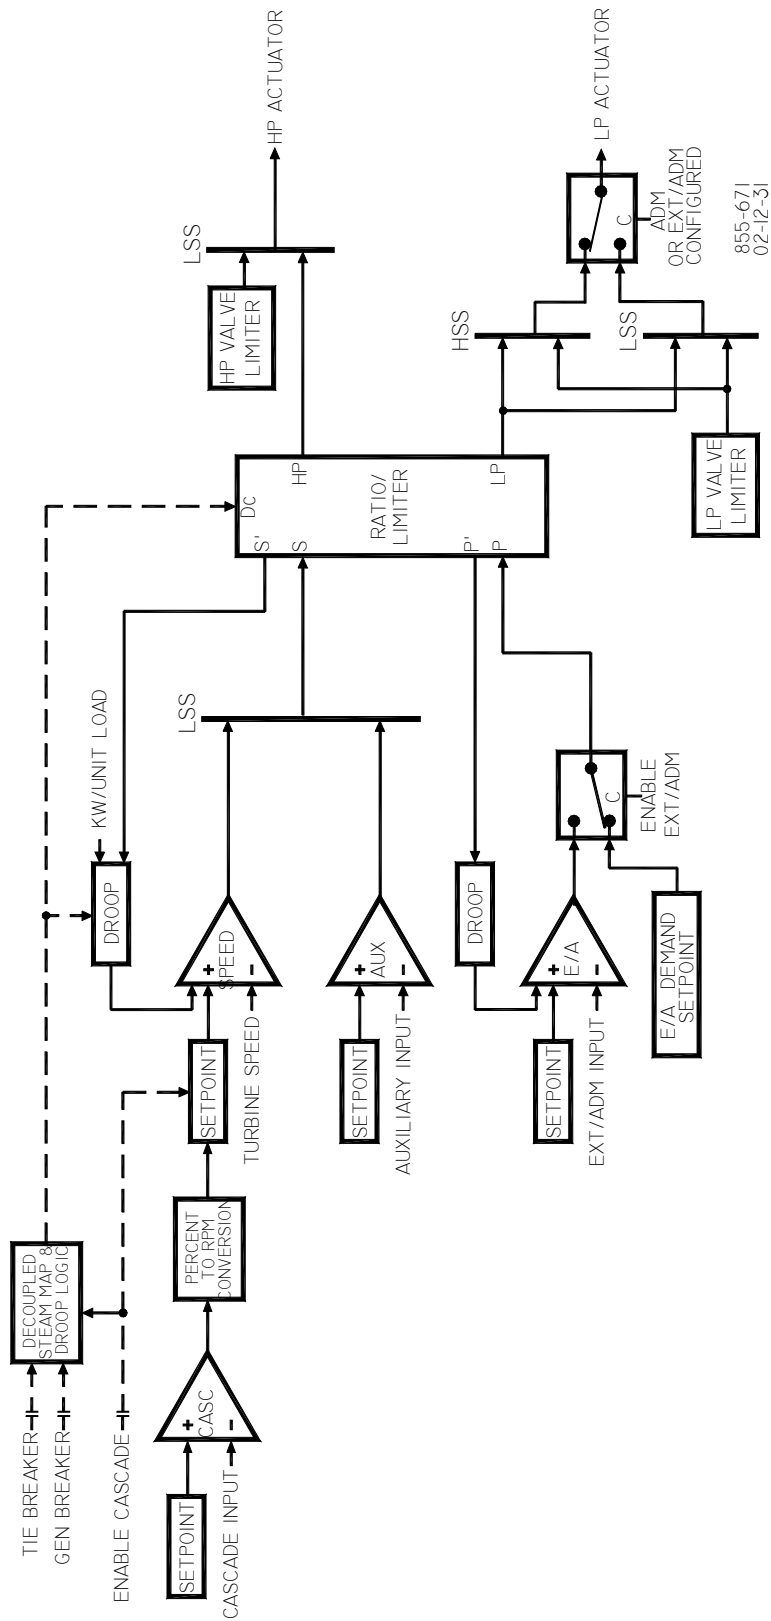 TIE BREAKER
GEN BREAKER
ENABLE CASCADE
DECOUPLED
STEAM MAP &
DROOP LOGIC
SETPOINT
CASCADE INPUT
+
-
CASC
PERCENT
TO RPM
CONVERSION
SETPOINT
TURBINE SPEED
DROOP
KW/UNIT LOAD
+
-
SPEED
SETPOINT
AUXILIARY INPUT
+
-
AUX
LSS
SETPOINT
EXT/ADM INPUT
DROOP
+
-
E/A
E/A DEMAND
SETPOINT
C
ENABLE
EXT/ADM
Dc
S'
S
HP
RATIO/
LIMITER
P'
P
LP
HP VALVE
LIMITER
LSS
HP ACTUATOR
LP VALVE
LIMITER
HSS
LSS
C
ADM
OR EXT/ADM
CONFIGURED
LP ACTUATOR
855-671
02-12-31